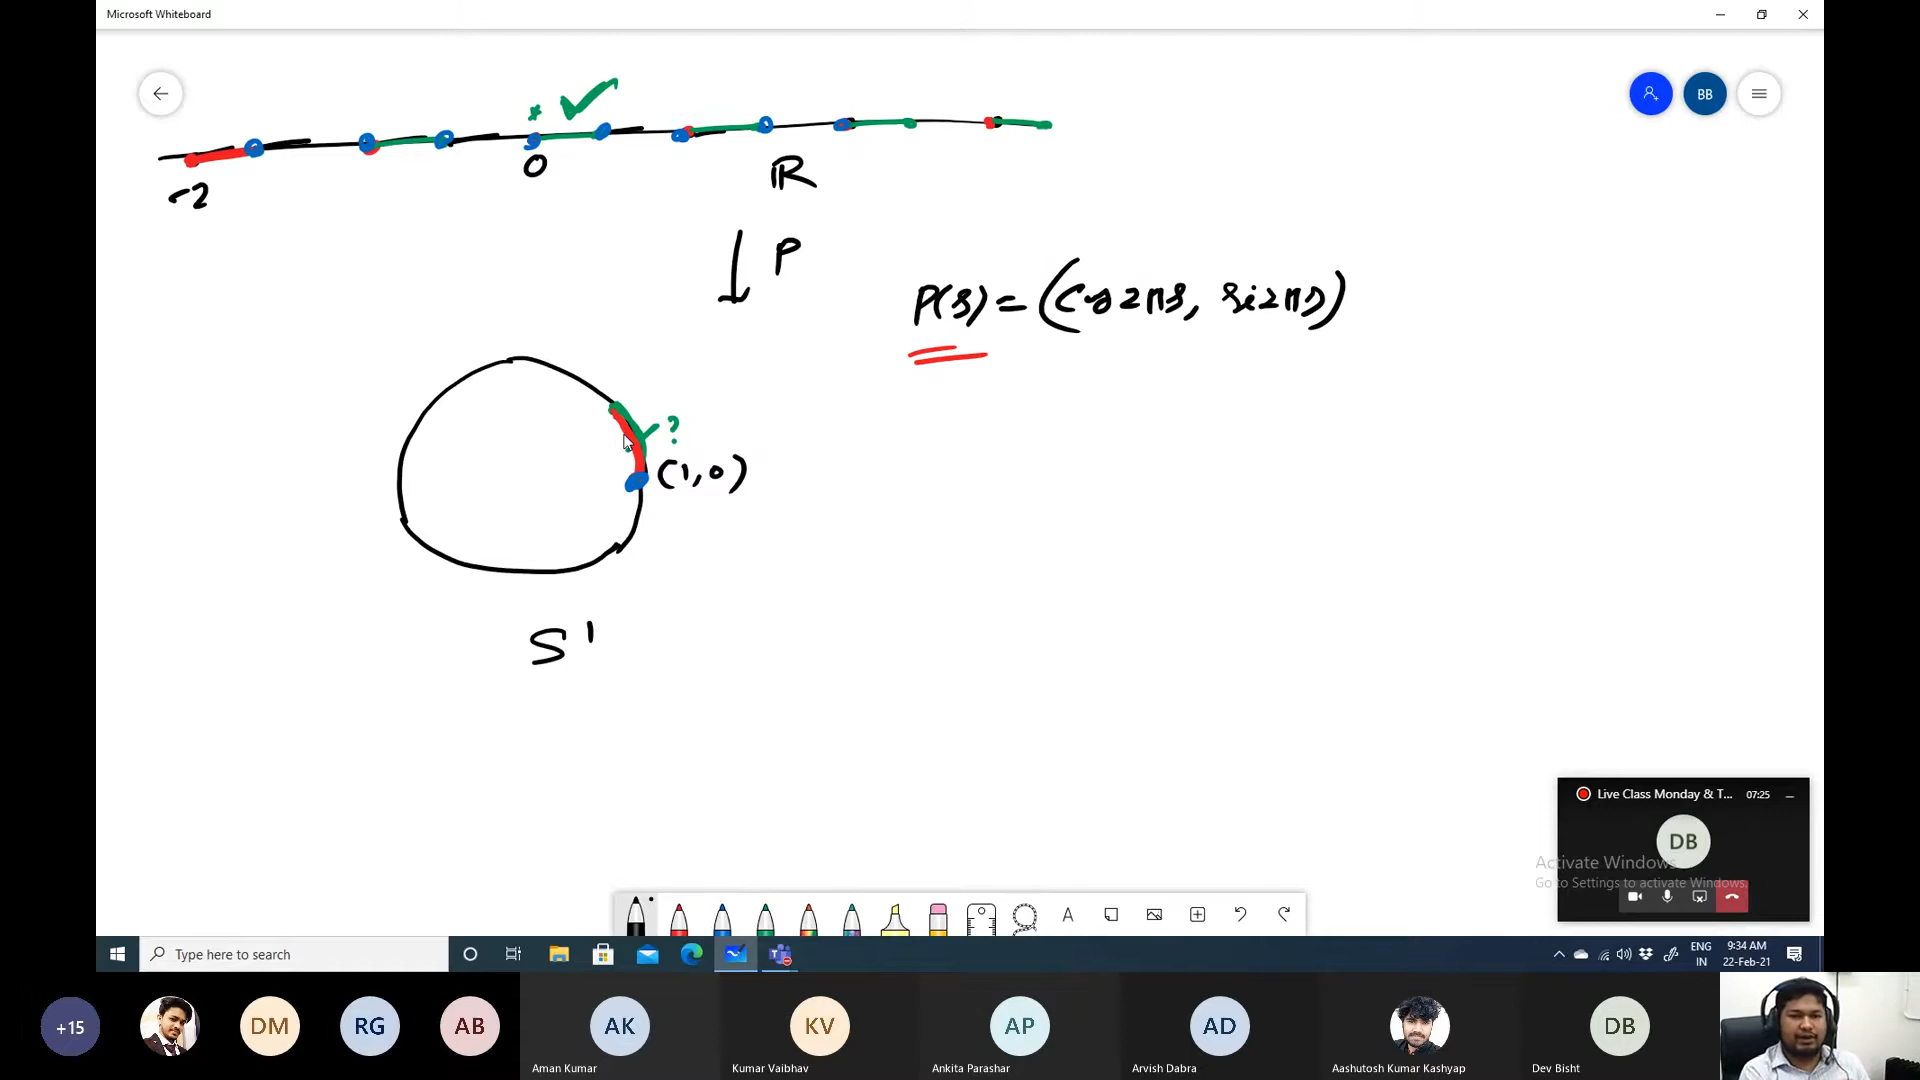 Microsoft Whiteboard
BB
-2
0
R
P
P(s) = (Cos2πs, Si2πs)
?
(1,0)
S1
Live Class Monday & T... 07:25
DB
Activate Windows
Go to Settings to activate Windows.
A
Type here to search
ENG
IN
9:34 AM
22-Feb-21
+15
DM
RG
AB
AK
KV
AP
AD
DB
Aman Kumar
Kumar Vaibhav
Ankita Parashar
Arvish Dabra
Aashutosh Kumar Kashyap
Dev Bisht